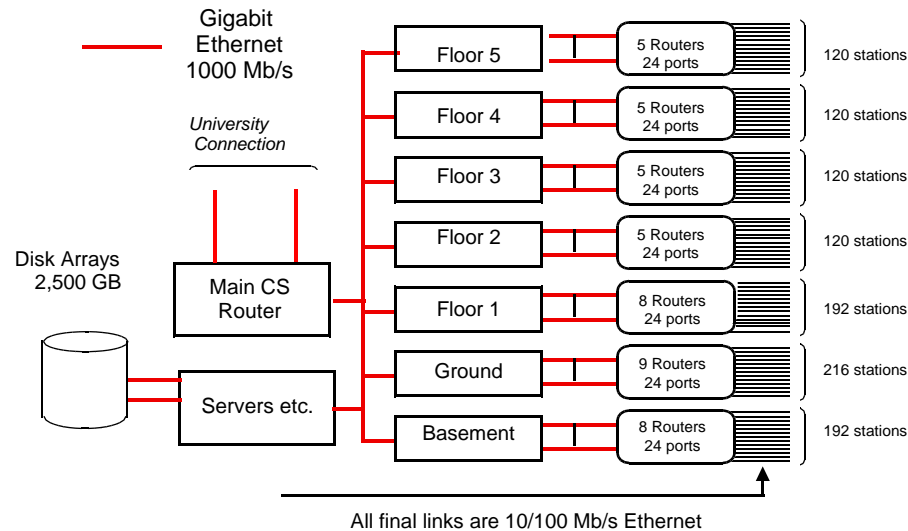 Gigabit
Ethernet
1000 Mb/s
University
Connection
Disk Arrays
2,500 GB
Main CS
Router
Servers etc.
Floor 5
5 Routers
24 ports
120 stations
Floor 4
5 Routers
24 ports
120 stations
Floor 3
5 Routers
24 ports
120 stations
Floor 2
5 Routers
24 ports
120 stations
Floor 1
8 Routers
24 ports
192 stations
Ground
9 Routers
24 ports
216 stations
Basement
8 Routers
24 ports
192 stations
All final links are 10/100 Mb/s Ethernet